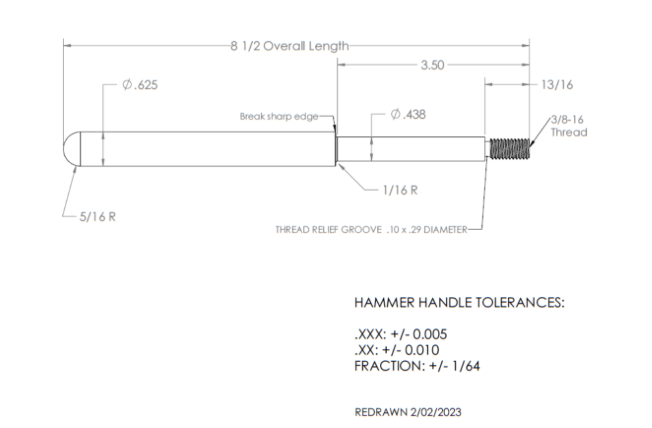 8 1/2 Overall Length
3.50
13/16
∅.625
Break sharp edge
∅.438
3/8-16
Thread
1/16 R
5/16 R
THREAD RELIEF GROOVE .10 x .29 DIAMETER
HAMMER HANDLE TOLERANCES:
.XXX: +/- 0.005
.XX: +/- 0.010
FRACTION: +/- 1/64
REDRAWN 2/02/2023